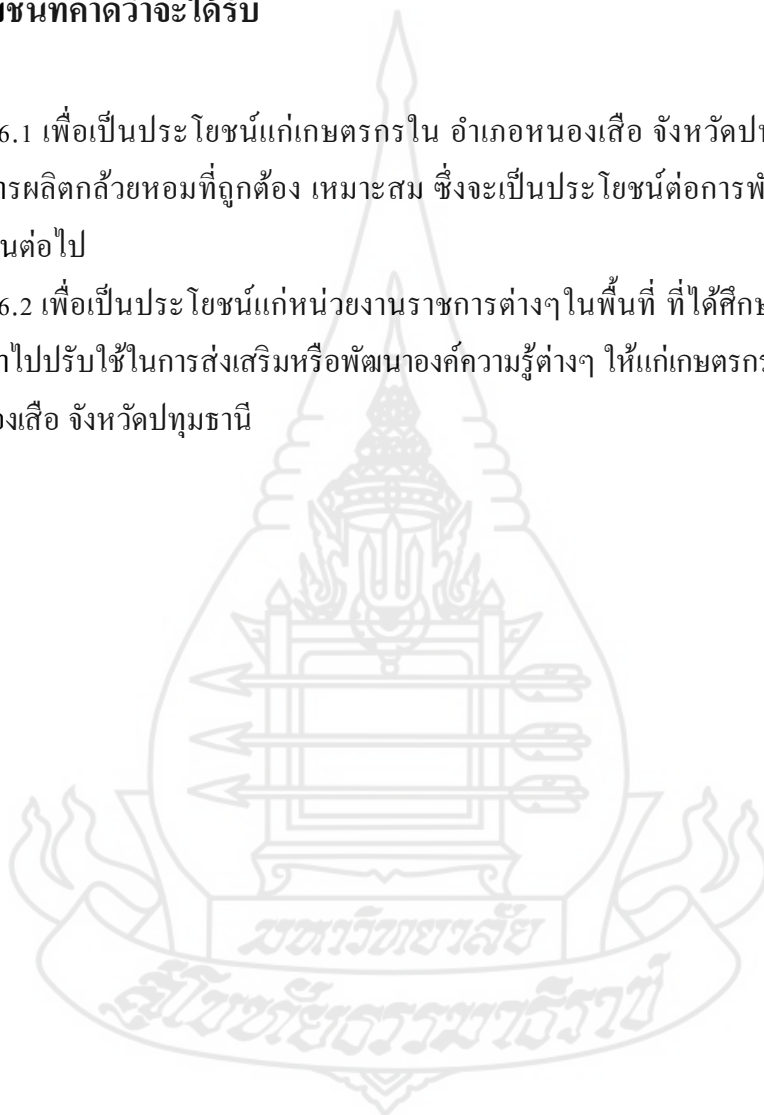 ชน์ที่คาดว่าจะได้รับ
6.1 เพื่อเป็นประโยชน์แก่เกษตรกรใน อำเภอหนองเสือ จังหวัดป
ารผลิตกล้วยหอมที่ถูกต้อง เหมาะสม ซึ่งจะเป็นประโยชน์ต่อการพั
นต่อไป
6.2 เพื่อเป็นประโยชน์แก่หน่วยงานราชการต่างๆในพื้นที่ ที่ได้ศึกษ
าไปปรับใช้ในการส่งเสริมหรือพัฒนาองค์ความรู้ต่างๆ ให้แก่เกษตรกร
องเสือ จังหวัดปทุมธานี
มหาวิทยาลัย
สุโขทัยธรรมาธิราช